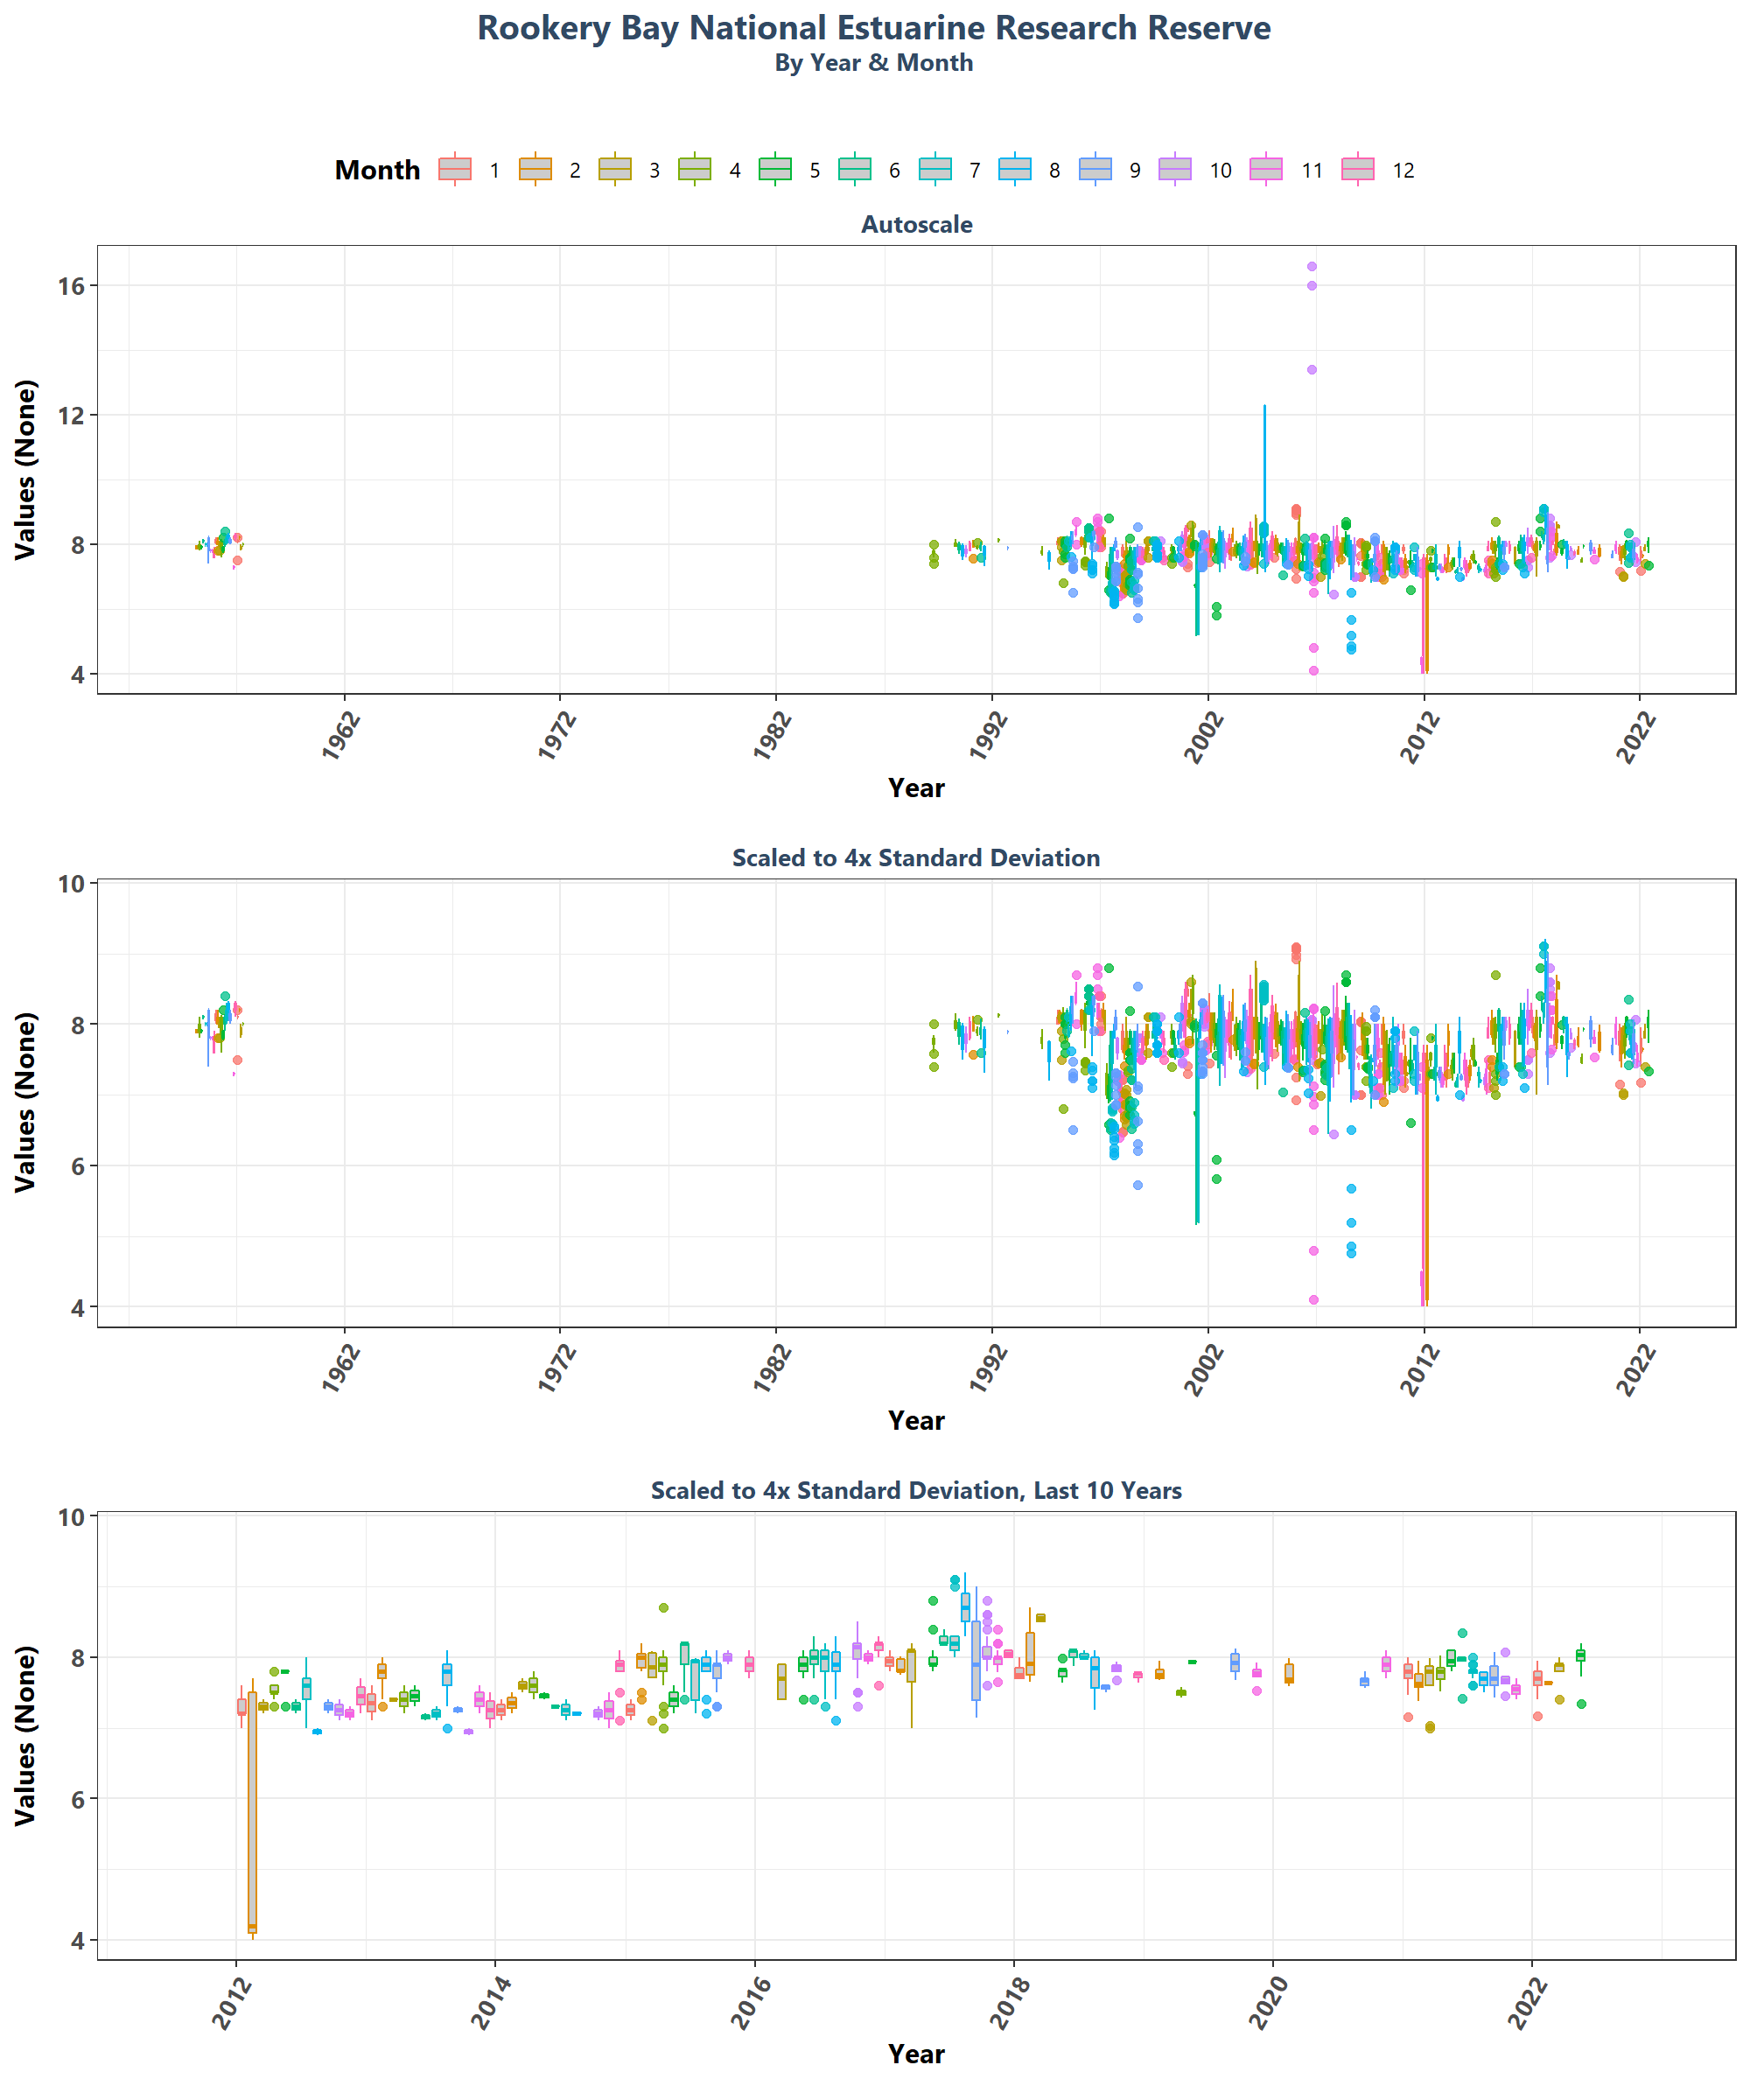 Rookery Bay National Estuarine Research Reserve
By Year & Month
Month 1 2 3 4 5 6 7 8 9 10 11 12
Autoscale
Values (None)
16
12
8
4
1962 1972 1982 1992 2002 2012 2022
Year
Scaled to 4x Standard Deviation
Values (None)
10
8
6
4
1962 1972 1982 1992 2002 2012 2022
Year
Scaled to 4x Standard Deviation, Last 10 Years
Values (None)
10
8
6
4
2012 2014 2016 2018 2020 2022
Year